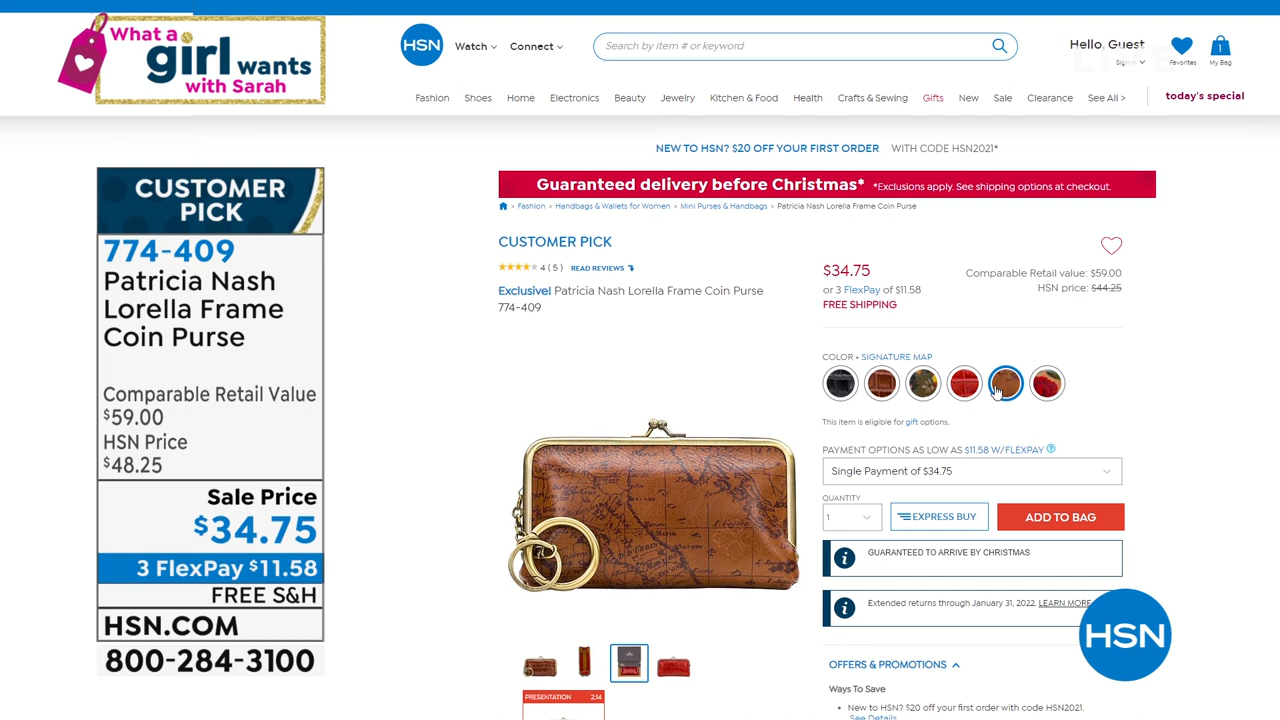 What a
girl wants
with Sarah
HSN
Watch
Connect
Search by item # or keyword
Hello, Guest
Sign In
Favorites
1
My Bag
Fashion Shoes Home Electronics Beauty Jewelry Kitchen & Food Health Crafts & Sewing Gifts New Sale Clearance See All >
today's special
NEW TO HSN? $20 OFF YOUR FIRST ORDER WITH CODE HSN2021*
Guaranteed delivery before Christmas* *Exclusions apply. See shipping options at checkout.
> Fashion > Handbags & Wallets for Women > Mini Purses & Handbags > Patricia Nash Lorella Frame Coin Purse
CUSTOMER
PICK
774-409
Patricia Nash
Lorella Frame
Coin Purse
Comparable Retail Value
$59.00
HSN Price
$48.25
Sale Price
$34.75
3 FlexPay $11.58
FREE S&H
HSN.COM
800-284-3100
CUSTOMER PICK
4 ( 5 ) READ REVIEWS
Exclusive! Patricia Nash Lorella Frame Coin Purse
774-409
$34.75
or 3 FlexPay of $11.58
FREE SHIPPING
Comparable Retail value: $59.00
HSN price: $44.25
COLOR • SIGNATURE MAP
This item is eligible for gift options.
PAYMENT OPTIONS AS LOW AS $11.58 W/FLEXPAY ?
Single Payment of $34.75
QUANTITY
1
EXPRESS BUY
ADD TO BAG
GUARANTEED TO ARRIVE BY CHRISTMAS
Extended returns through January 31, 2022. LEARN MORE
HSN
OFFERS & PROMOTIONS
Ways To Save
• New to HSN? $20 off your first order with code HSN2021.
See Details
PRESENTATION 2:14